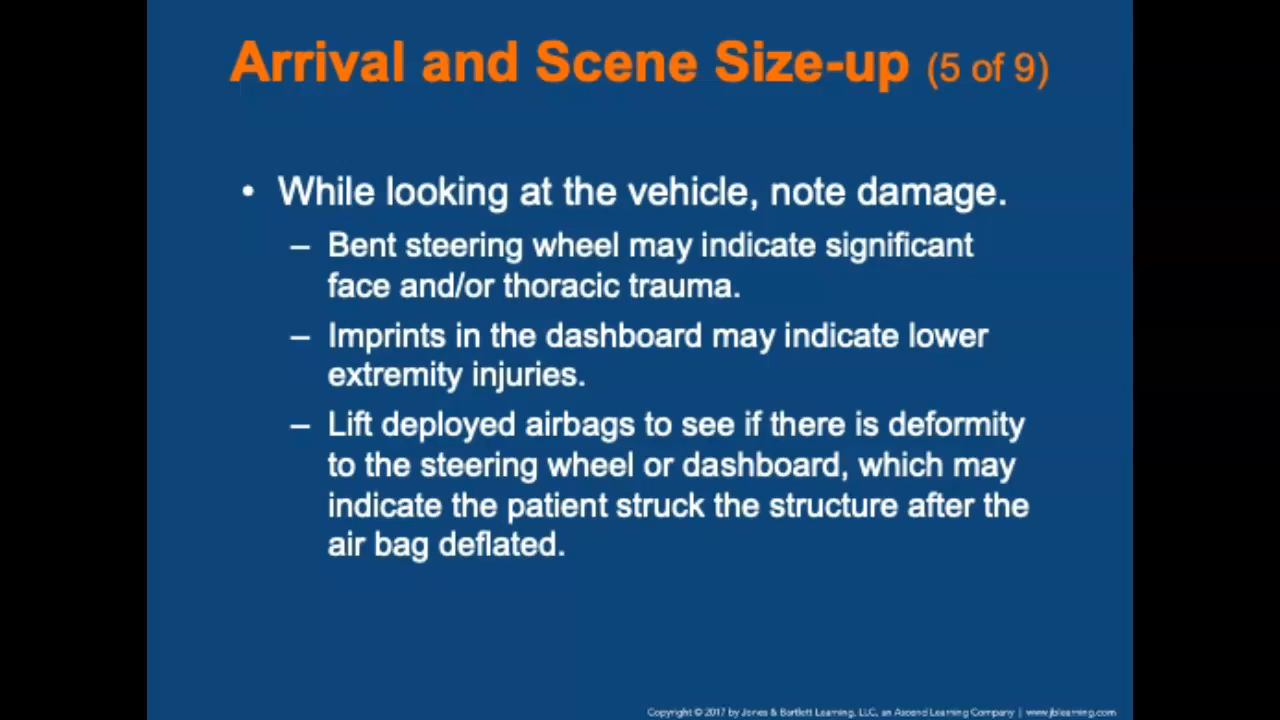 Arrival and Scene Size-up (5 of 9)
• While looking at the vehicle, note damage.
– Bent steering wheel may indicate significant
face and/or thoracic trauma.
– Imprints in the dashboard may indicate lower
extremity injuries.
– Lift deployed airbags to see if there is deformity
to the steering wheel or dashboard, which may
indicate the patient struck the structure after the
air bag deflated.
Copyright © 2017 by Jones & Bartlett Learning, LLC, an Ascend Learning Company | www.jblearning.com